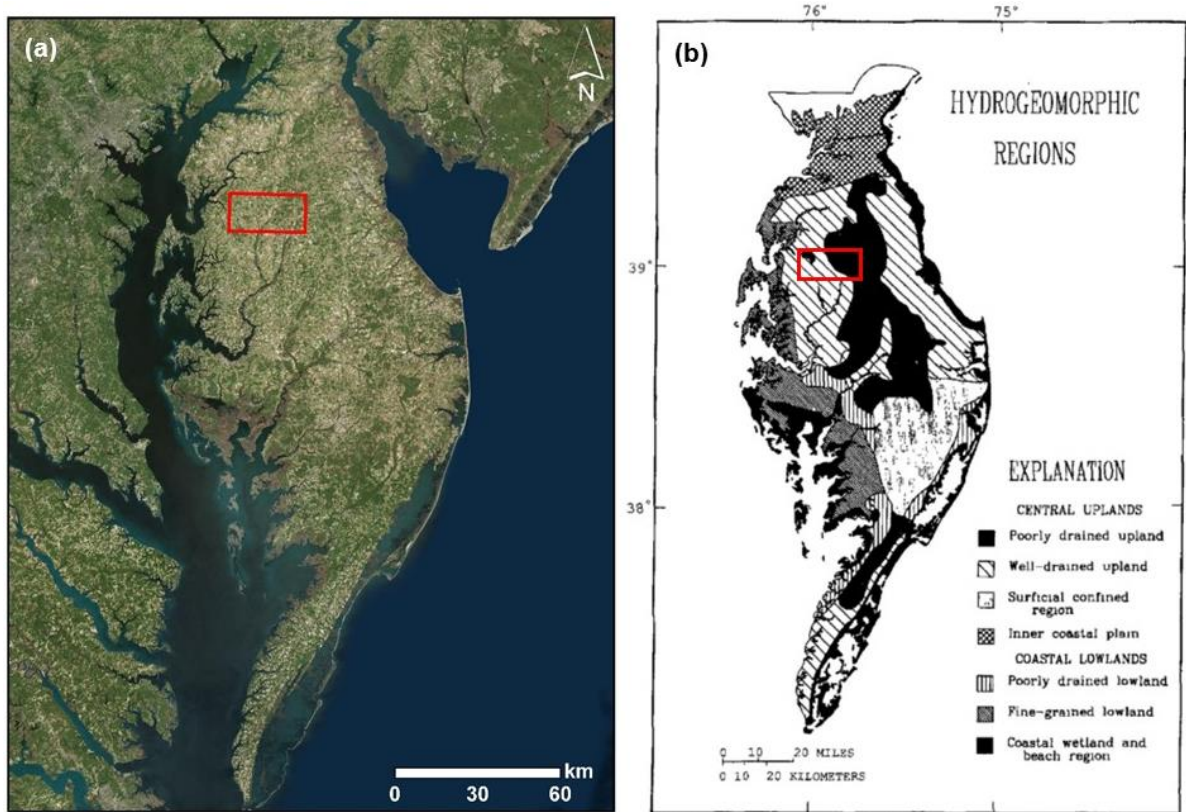 (a)
N
km
0 30 60
76° 75°
(b)
HYDROGEOMORPHIC
REGIONS
39°
38°
EXPLANATION
CENTRAL UPLANDS
Poorly drained upland
Well-drained upland
Surficial confined
region
Inner coastal plain
COASTAL LOWLANDS
Poorly drained lowland
Fine-grained lowland
Coastal wetland and
beach region
0 10 20 MILES
0 10 20 KILOMETERS